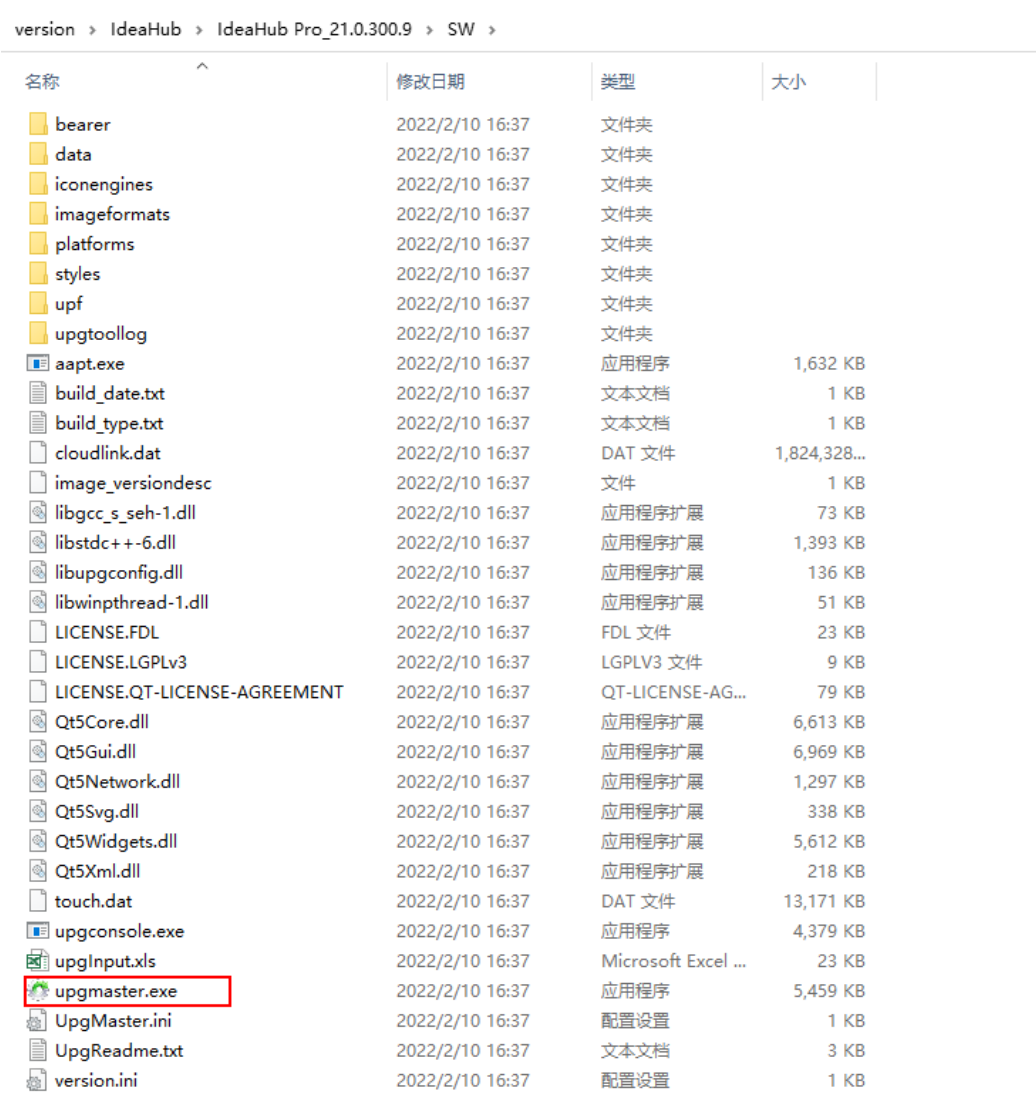 version > IdeaHub > IdeaHub Pro_21.0.300.9 > SW >
名称 修改日期 类型 大小
bearer 2022/2/10 16:37 文件夹
data 2022/2/10 16:37 文件夹
iconengines 2022/2/10 16:37 文件夹
imageformats 2022/2/10 16:37 文件夹
platforms 2022/2/10 16:37 文件夹
styles 2022/2/10 16:37 文件夹
upf 2022/2/10 16:37 文件夹
upgtoollog 2022/2/10 16:37 文件夹
aapt.exe 2022/2/10 16:37 应用程序 1,632 KB
build_date.txt 2022/2/10 16:37 文本文档 1 KB
build_type.txt 2022/2/10 16:37 文本文档 1 KB
cloudlink.dat 2022/2/10 16:37 DAT 文件 1,824,328...
image_versiondesc 2022/2/10 16:37 文件 1 KB
libgcc_s_seh-1.dll 2022/2/10 16:37 应用程序扩展 73 KB
libstdc++-6.dll 2022/2/10 16:37 应用程序扩展 1,393 KB
libupgconfig.dll 2022/2/10 16:37 应用程序扩展 136 KB
libwinpthread-1.dll 2022/2/10 16:37 应用程序扩展 51 KB
LICENSE.FDL 2022/2/10 16:37 FDL 文件 23 KB
LICENSE.LGPLv3 2022/2/10 16:37 LGPLV3 文件 9 KB
LICENSE.QT-LICENSE-AGREEMENT 2022/2/10 16:37 QT-LICENSE-AG... 79 KB
Qt5Core.dll 2022/2/10 16:37 应用程序扩展 6,613 KB
Qt5Gui.dll 2022/2/10 16:37 应用程序扩展 6,969 KB
Qt5Network.dll 2022/2/10 16:37 应用程序扩展 1,297 KB
Qt5Svg.dll 2022/2/10 16:37 应用程序扩展 338 KB
Qt5Widgets.dll 2022/2/10 16:37 应用程序扩展 5,612 KB
Qt5Xml.dll 2022/2/10 16:37 应用程序扩展 218 KB
touch.dat 2022/2/10 16:37 DAT 文件 13,171 KB
upgconsole.exe 2022/2/10 16:37 应用程序 4,379 KB
upgInput.xls 2022/2/10 16:37 Microsoft Excel ... 23 KB
upgmaster.exe 2022/2/10 16:37 应用程序 5,459 KB
UpgMaster.ini 2022/2/10 16:37 配置设置 1 KB
UpgReadme.txt 2022/2/10 16:37 文本文档 3 KB
version.ini 2022/2/10 16:37 配置设置 1 KB